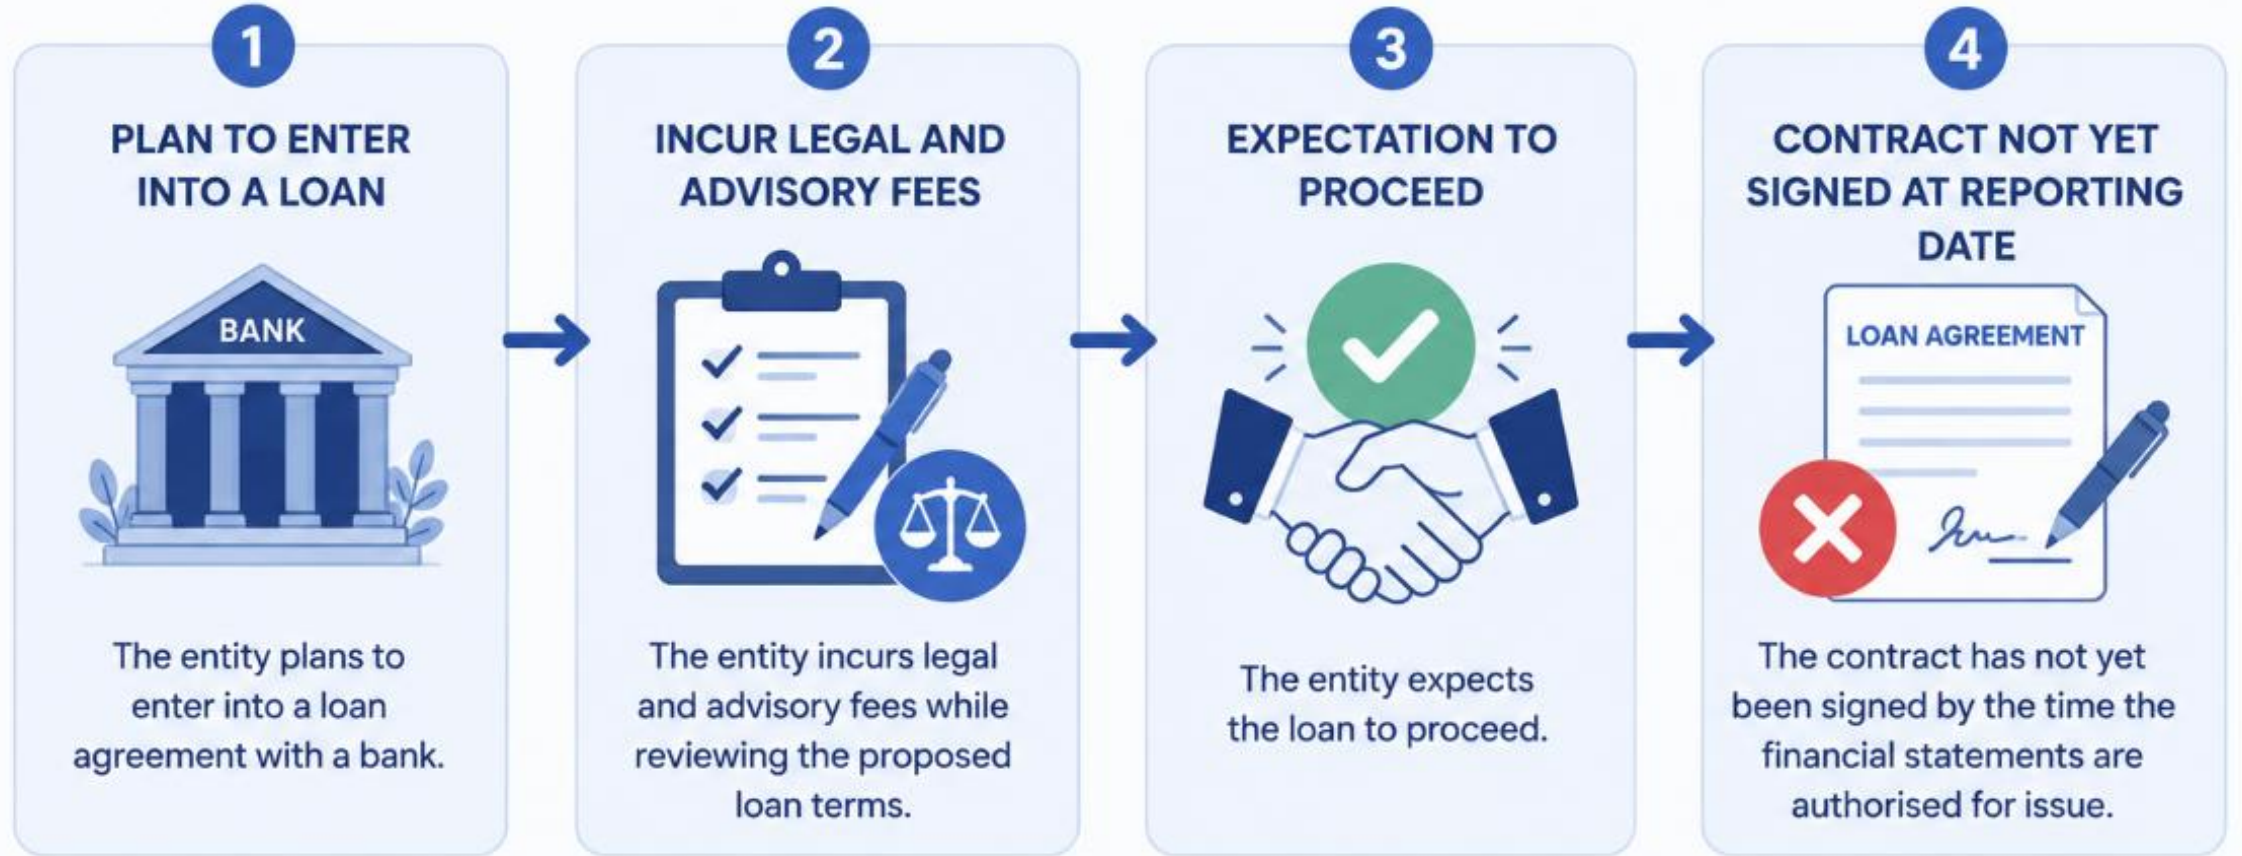 1
PLAN TO ENTER
INTO A LOAN
BANK
The entity plans to
enter into a loan
agreement with a bank.
2
INCUR LEGAL AND
ADVISORY FEES
The entity incurs legal
and advisory fees while
reviewing the proposed
loan terms.
3
EXPECTATION TO
PROCEED
The entity expects
the loan to proceed.
4
CONTRACT NOT YET
SIGNED AT REPORTING
DATE
LOAN AGREEMENT
The contract has not yet
been signed by the time the
financial statements are
authorised for issue.